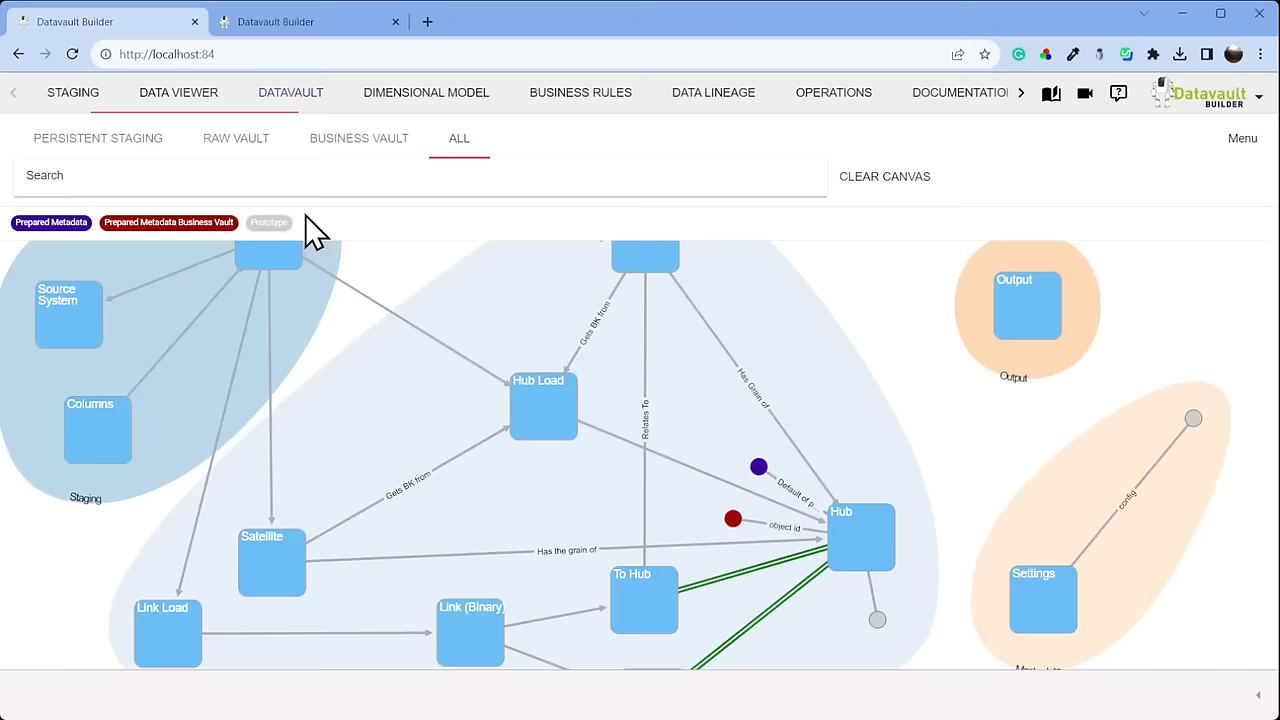 Datavault Builder
Datavault Builder
http://localhost:84
STAGING
DATA VIEWER
DATAVAULT
DIMENSIONAL MODEL
BUSINESS RULES
DATA LINEAGE
OPERATIONS
DOCUMENTATIO
Datavault
BUILDER
PERSISTENT STAGING
RAW VAULT
BUSINESS VAULT
ALL
Menu
Search
CLEAR CANVAS
Prepared Metadata
Prepared Metadata Business Vault
Prototype
Source
System
Columns
Staging
Gets BK from
Hub Load
Relates To
Has Grain of
Output
Output
Gets BK from
Default of p...
object id
Hub
config
Satellite
Has the grain of
To Hub
Settings
Link Load
Link (Binary)